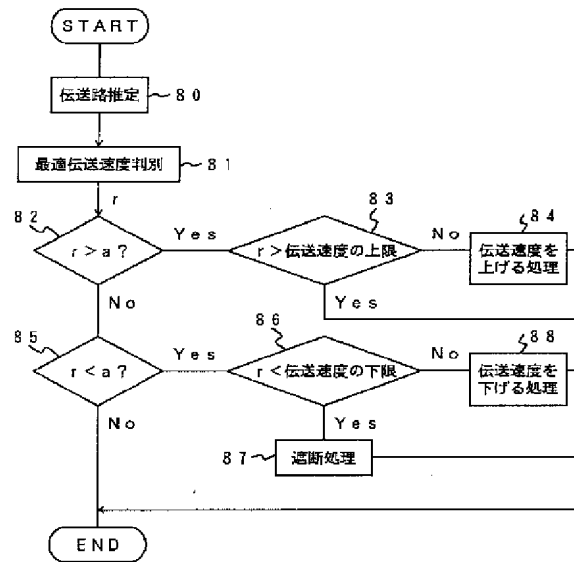 START
伝送路推定
80
最適伝送速度判別
81
r
82
r>a?
Yes
83
r>伝送速度の上限
No
84
伝送速度を
上げる処理
No
Yes
85
r<a?
Yes
86
r<伝送速度の下限
No
88
伝送速度を
下げる処理
No
Yes
87
遮断処理
END